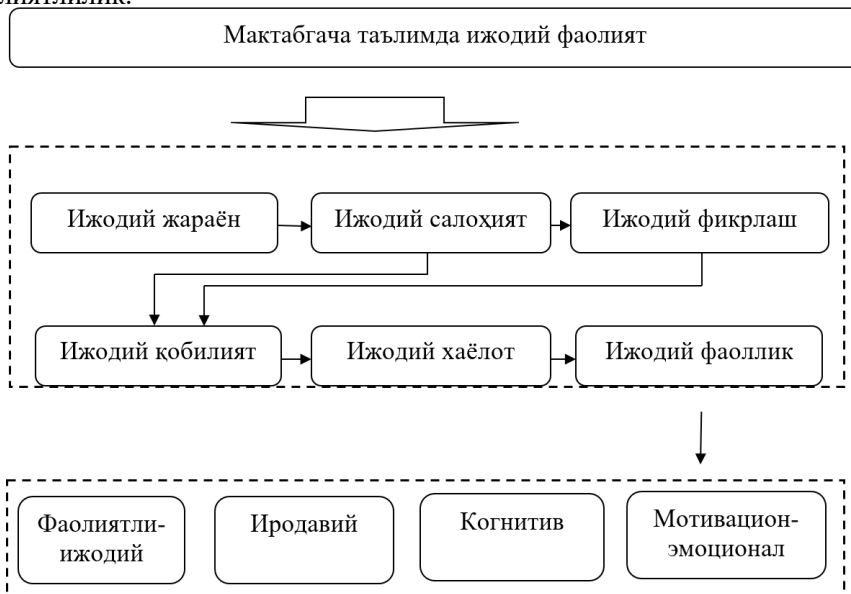 Мактабгача таълимда ижодий фаолият
Ижодий жараён
Ижодий салоҳият
Ижодий фикрлаш
Ижодий қобилият
Ижодий хаёлот
Ижодий фаоллик
Фаолиятли-
ижодий
Иродавий
Когнитив
Мотивацион-
эмоционал